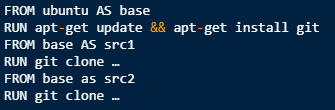 FROM ubuntu AS base
RUN apt-get update && apt-get install git
FROM base AS src1
RUN git clone …
FROM base as src2
RUN git clone …